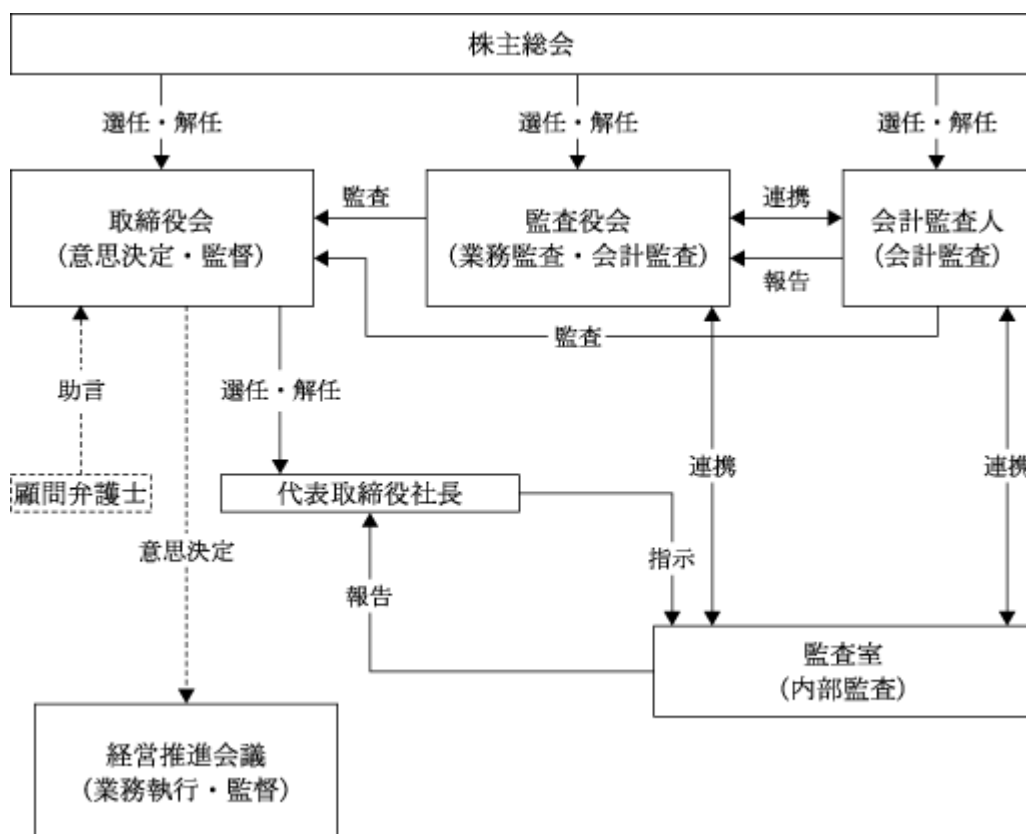 株主総会
選任・解任
選任・解任
選任・解任
取締役会
(意思決定・監督)
監査
監査役会
(業務監査・会計監査)
連携
報告
会計監査人
(会計監査)
監査
助言
選任・解任
顧問弁護士
代表取締役社長
連携
連携
意思決定
指示
報告
監査室
(内部監査)
経営推進会議
(業務執行・監督)